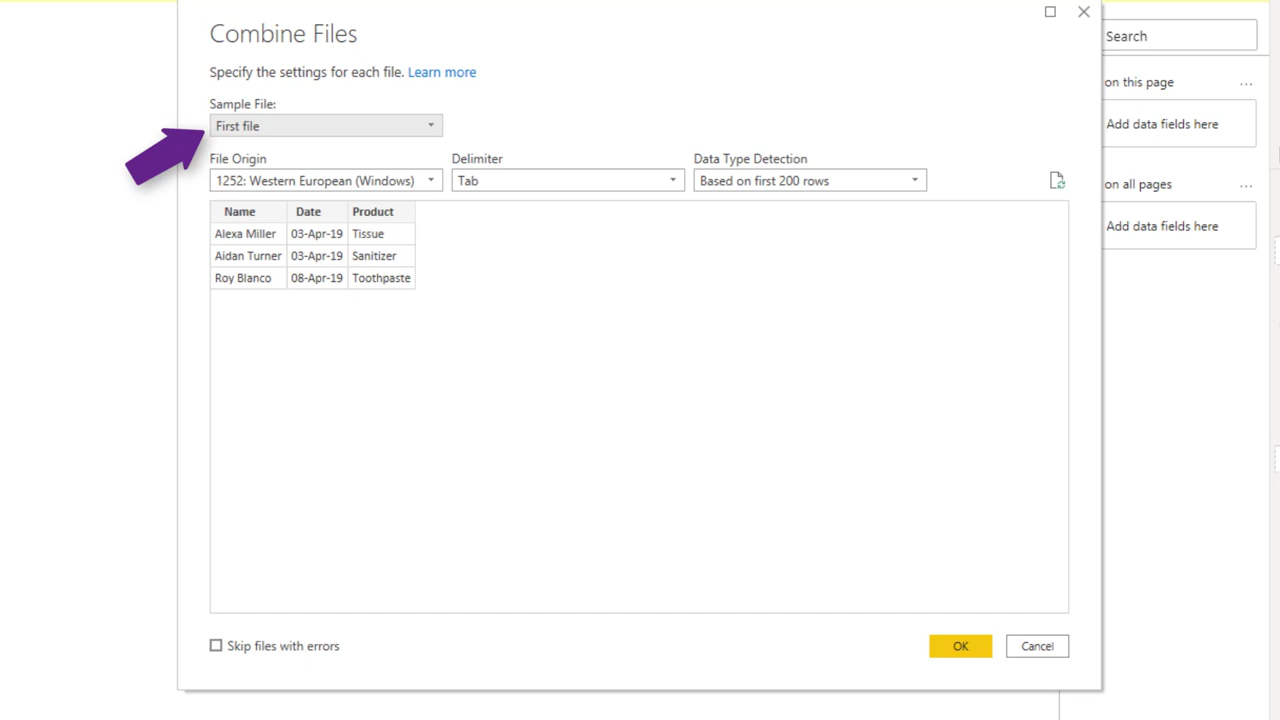 Combine Files
Specify the settings for each file. Learn more
Sample File:
First file
File Origin Delimiter Data Type Detection
1252: Western European (Windows) Tab Based on first 200 rows
Name Date Product
Alexa Miller 03-Apr-19 Tissue
Aidan Turner 03-Apr-19 Sanitizer
Roy Blanco 08-Apr-19 Toothpaste
Skip files with errors
OK Cancel
Search
on this page ...
Add data fields here
on all pages ...
Add data fields here